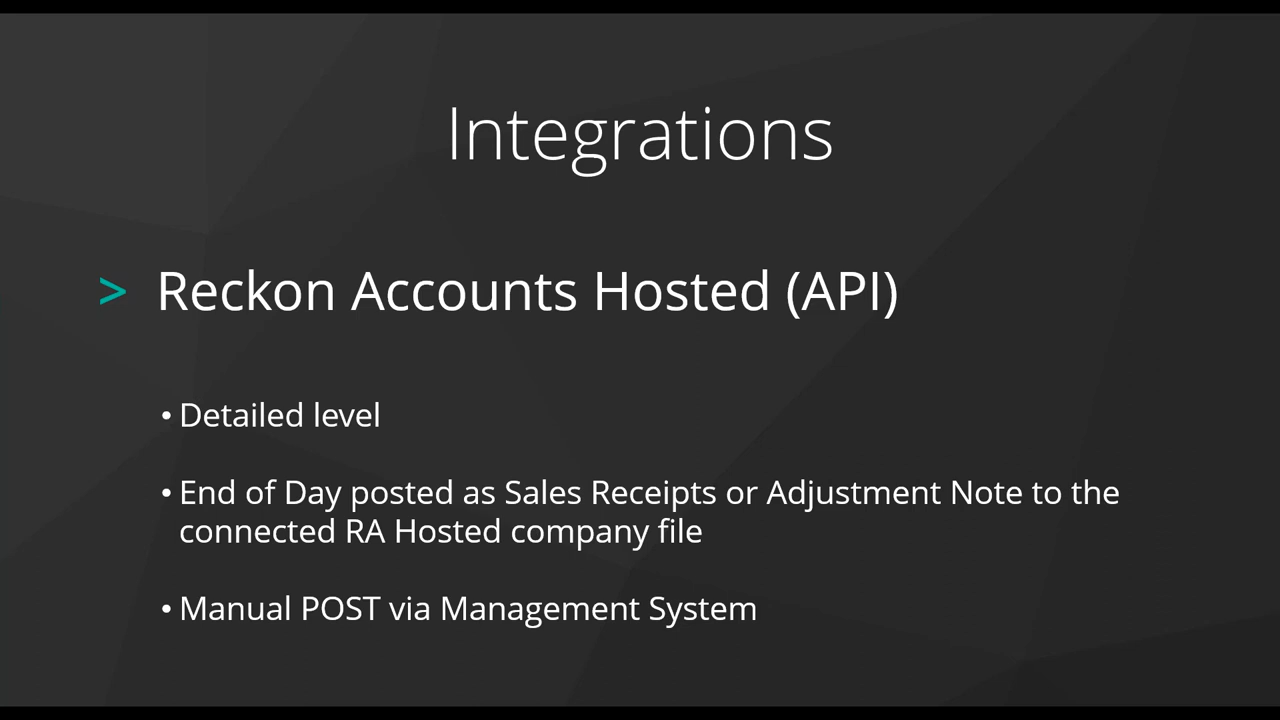 Integrations
> Reckon Accounts Hosted (API)
• Detailed level
• End of Day posted as Sales Receipts or Adjustment Note to the
connected RA Hosted company file
• Manual POST via Management System